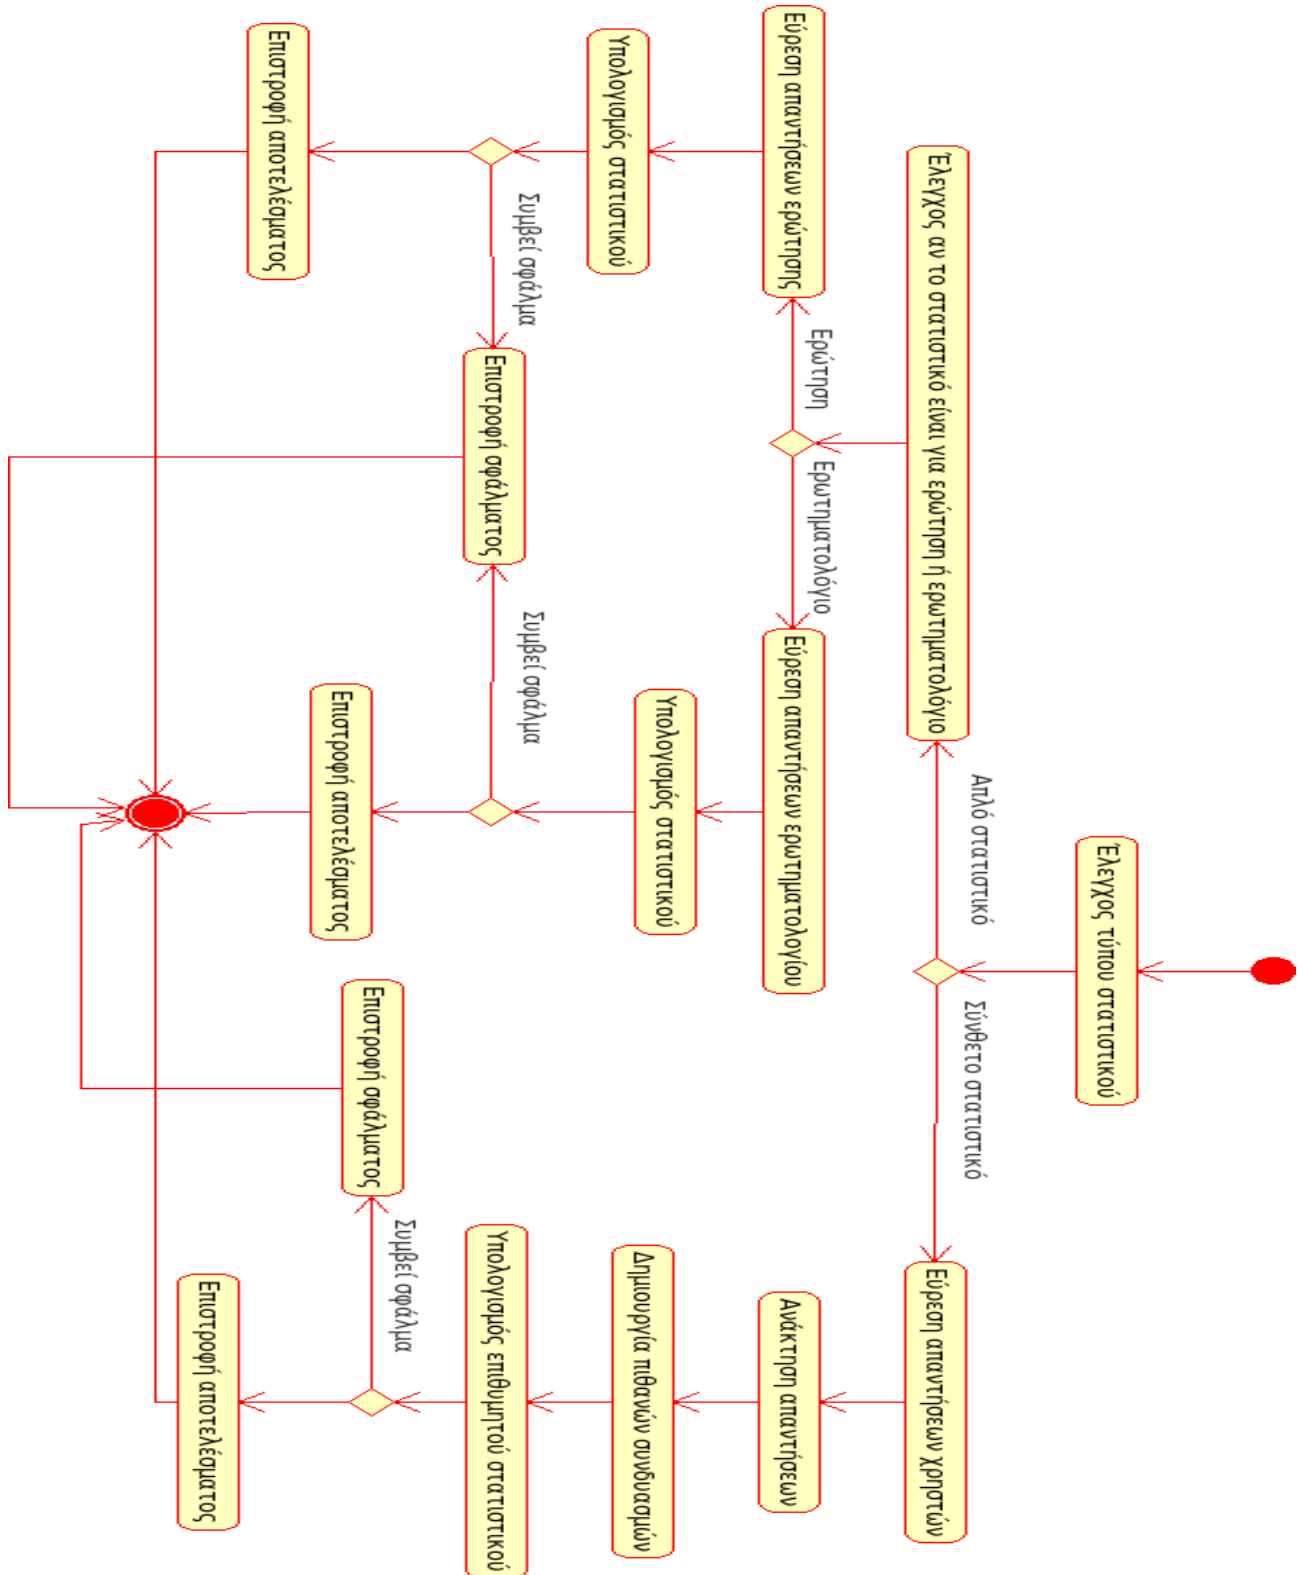 Έλεγχος τύπου στατιστικού
Απλό στατιστικό
Σύνθετο στατιστικό
Έλεγχος αν το στατιστικό είναι για ερώτηση ή ερωτηματολόγιο
Εύρεση απαντήσεων χρηστών
Ερώτηση
Ερωτηματολόγιο
Εύρεση απαντήσεων ερώτησης
Εύρεση απαντήσεων ερωτηματολογίου
Ανάκτηση απαντήσεων
Υπολογισμός στατιστικού
Υπολογισμός στατιστικού
Δημιουργία πιθανών συνδυασμών
Συμβεί σφάλμα
Συμβεί σφάλμα
Επιστροφή σφάλματος
Υπολογισμός επιθυμητού στατιστικού
Συμβεί σφάλμα
Επιστροφή αποτελέσματος
Επιστροφή αποτελέσματος
Επιστροφή σφάλματος
Επιστροφή αποτελέσματος